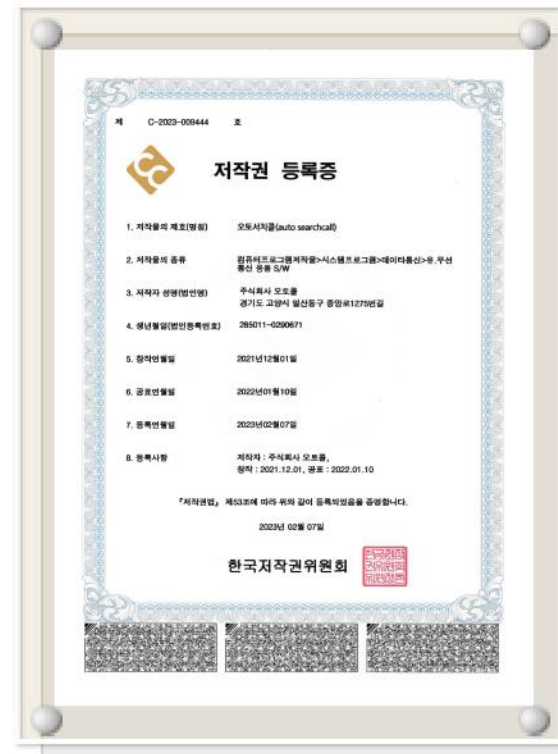 제 C-2023-009444 호
저작권 등록증
1. 저작물의 제호(명칭) 오토서치콜(auto searchcall)
2. 저작물의 종류 컴퓨터프로그램저작물>시스템프로그램>데이타통신>유,무선
통신 응용 S/W
3. 저작자 성명(법인명) 주식회사 오토콜
경기도 고양시 일산동구 중앙로1275번길
4. 생년월일(법인등록번호) 285011-0290671
5. 창작연월일 2021년12월01일
6. 공표연월일 2022년01월10일
7. 등록연월일 2023년02월07일
8. 등록사항 저작자 : 주식회사 오토콜,
창작 : 2021.12.01, 공표 : 2022.01.10
『저작권법』 제53조에 따라 위와 같이 등록되었음을 증명합니다.
2023년 02월 07일
한국저작권위원회